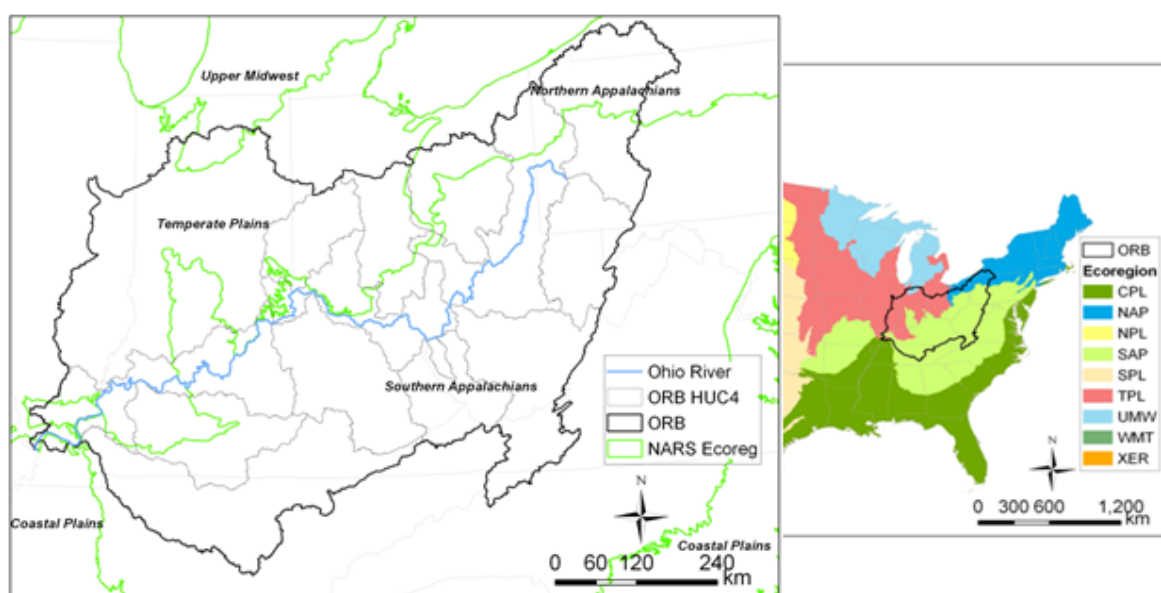 Upper Midwest
Northern Appalachians
Temperate Plains
Southern Appalachians
Coastal Plains
Coastal Plains
Ohio River
ORB HUC4
ORB
NARS Ecoreg
N
0 60 120 240
km
ORB
Ecoregion
CPL
NAP
NPL
SAP
SPL
TPL
UMW
WMT
XER
N
0 300 600 1,200
km